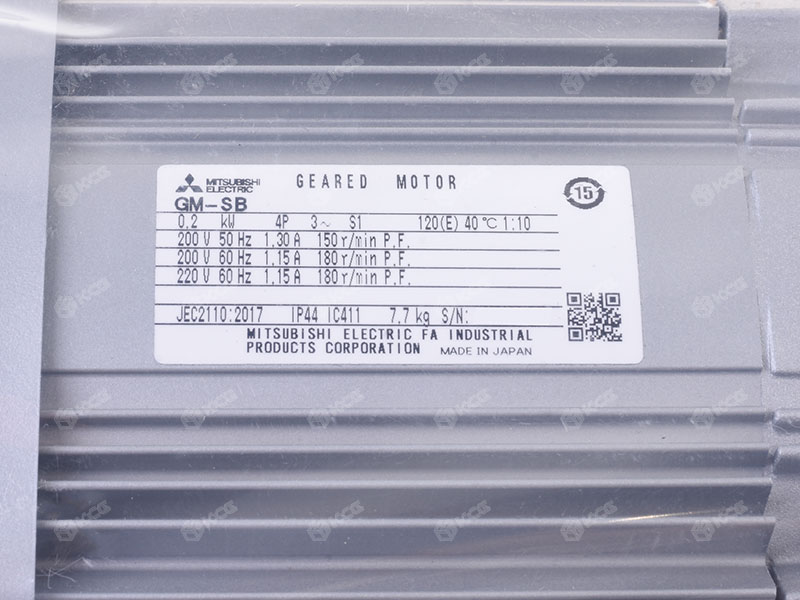 MITSUBISHI
ELECTRIC
GEARED MOTOR
15
GM-SB
0.2 kW 4P 3~ S1 120(E) 40℃ 1:10
200 V 50 Hz 1.30 A 150 r/min P.F.
200 V 60 Hz 1.15 A 180 r/min P.F.
220 V 60 Hz 1.15 A 180 r/min P.F.
JEC2110:2017 IP44 IC411 7.7 kg S/N:
MITSUBISHI ELECTRIC FA INDUSTRIAL
PRODUCTS CORPORATION MADE IN JAPAN